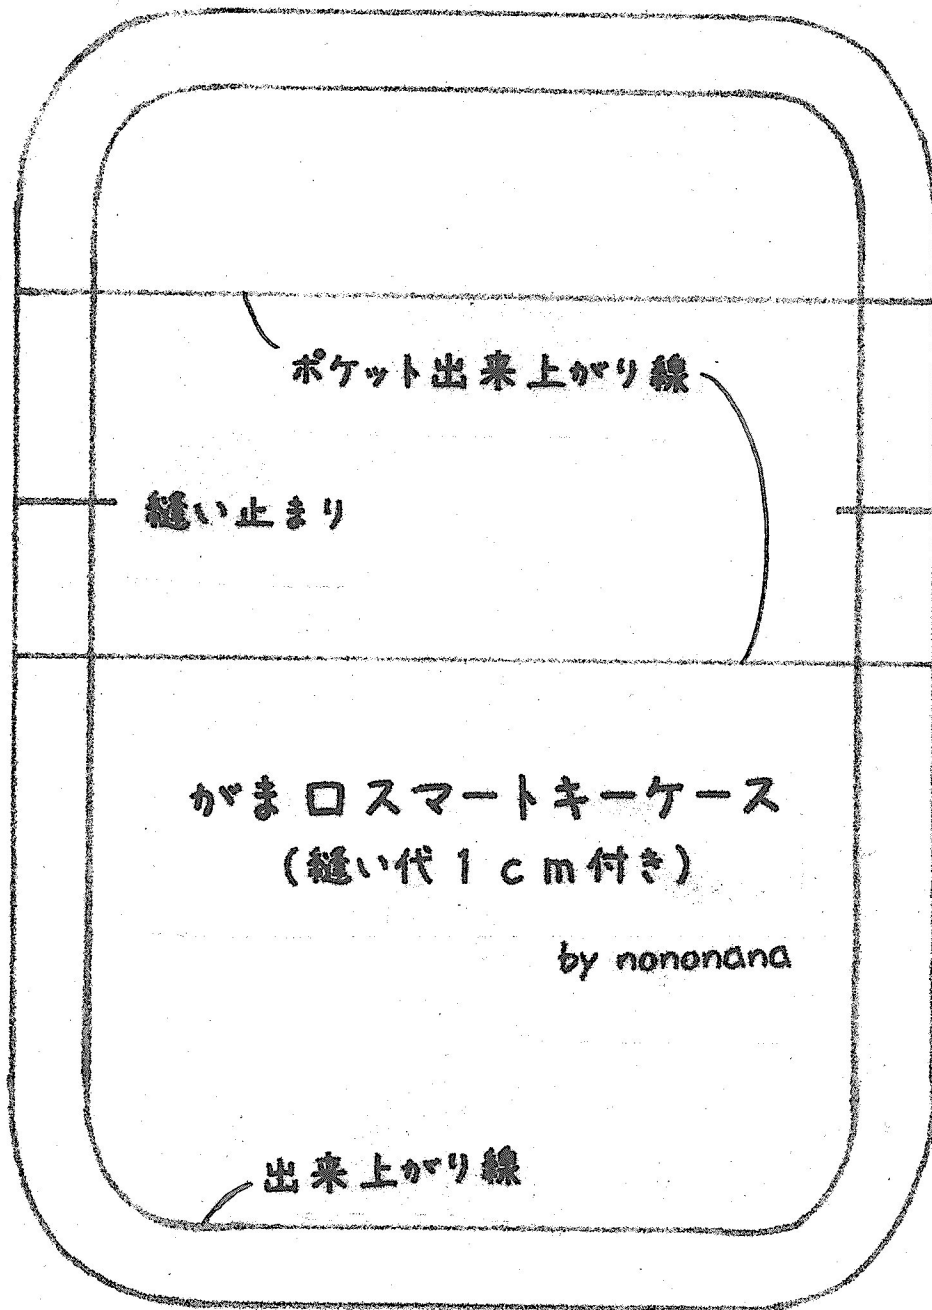 ポケット出来上がり線
縫い止まり
がま口スマートキーケース
(縫い代1cm付き)
by nononana
出来上がり線